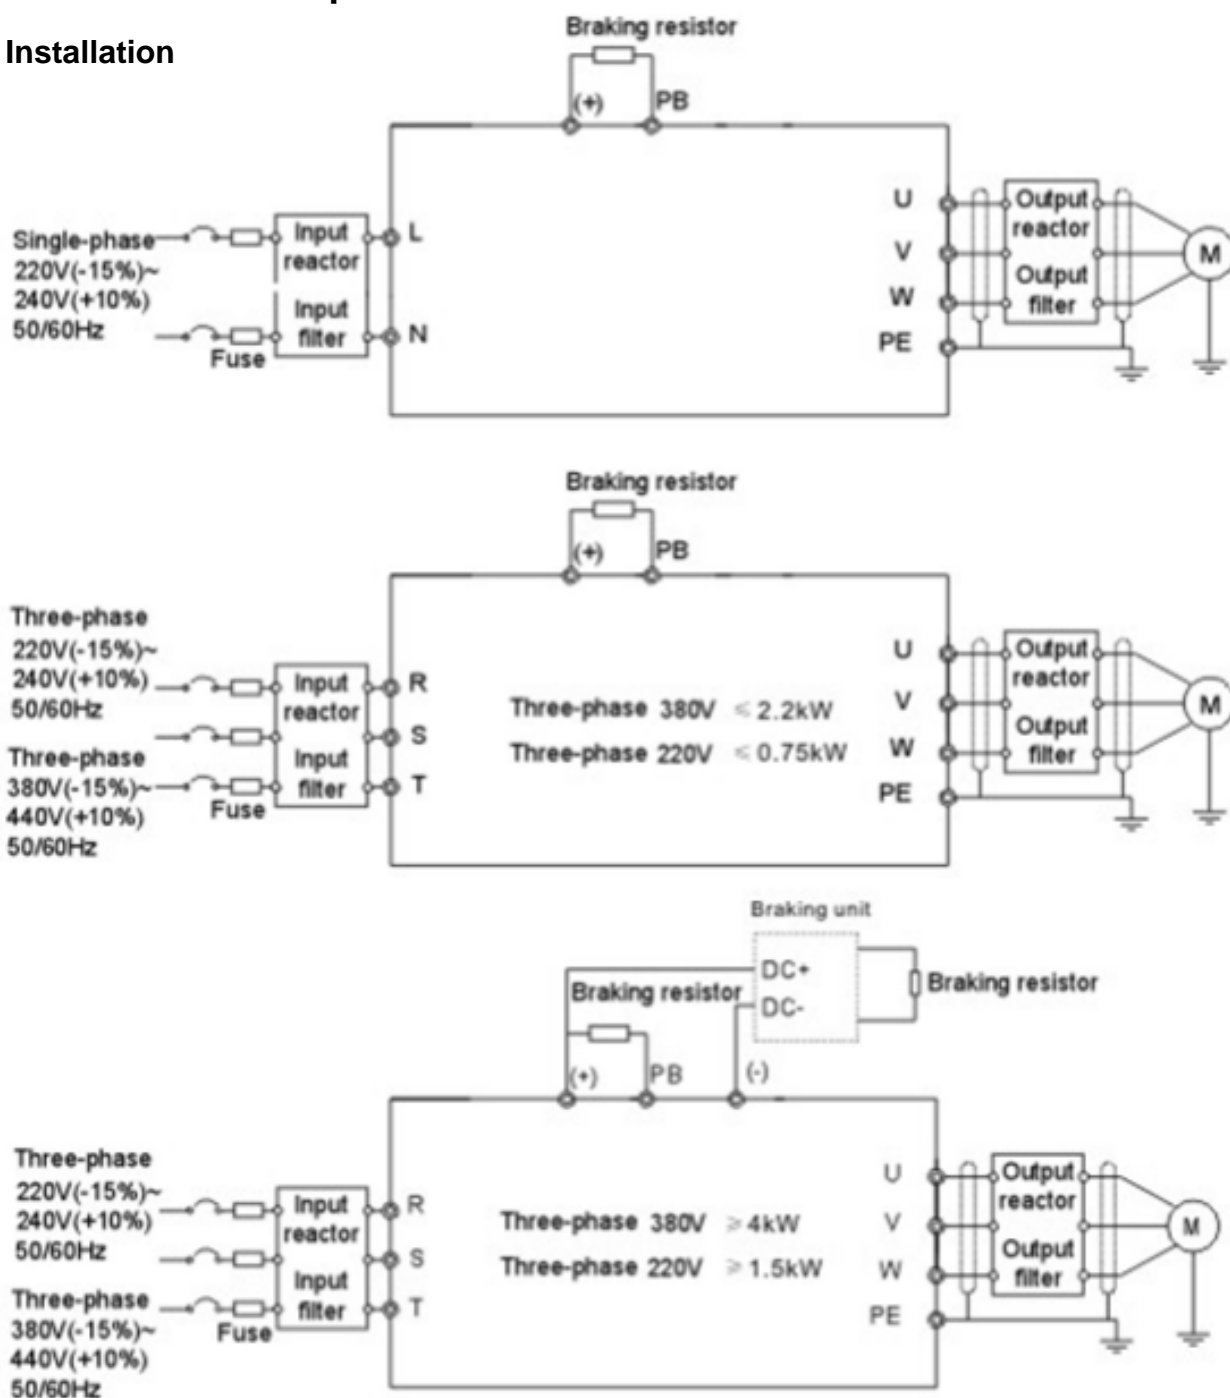 Installation
Braking resistor
(+) PB
Single-phase
220V(-15%)~
240V(+10%)
50/60Hz
Fuse
Input
reactor
Input
filter
L
N
U
V
W
PE
Output
reactor
Output
filter
M
Braking resistor
(+) PB
Three-phase
220V(-15%)~
240V(+10%)
50/60Hz
Three-phase
380V(-15%)~
440V(+10%)
50/60Hz
Fuse
Input
reactor
Input
filter
R
S
T
Three-phase 380V ≤ 2.2kW
Three-phase 220V ≤ 0.75kW
U
V
W
PE
Output
reactor
Output
filter
M
Braking unit
DC+
DC-
Braking resistor
Braking resistor
(+) PB (-)
Three-phase
220V(-15%)~
240V(+10%)
50/60Hz
Three-phase
380V(-15%)~
440V(+10%)
50/60Hz
Fuse
Input
reactor
Input
filter
R
S
T
Three-phase 380V ≥ 4kW
Three-phase 220V ≥ 1.5kW
U
V
W
PE
Output
reactor
Output
filter
M